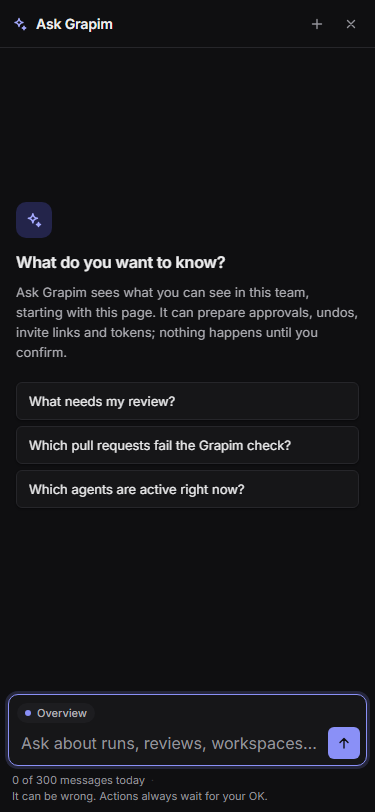 Ask Grapim
What do you want to know?
Ask Grapim sees what you can see in this team,
starting with this page. It can prepare approvals, undos,
invite links and tokens; nothing happens until you
confirm.
What needs my review?
Which pull requests fail the Grapim check?
Which agents are active right now?
Overview
Ask about runs, reviews, workspaces...
0 of 300 messages today ·
It can be wrong. Actions always wait for your OK.